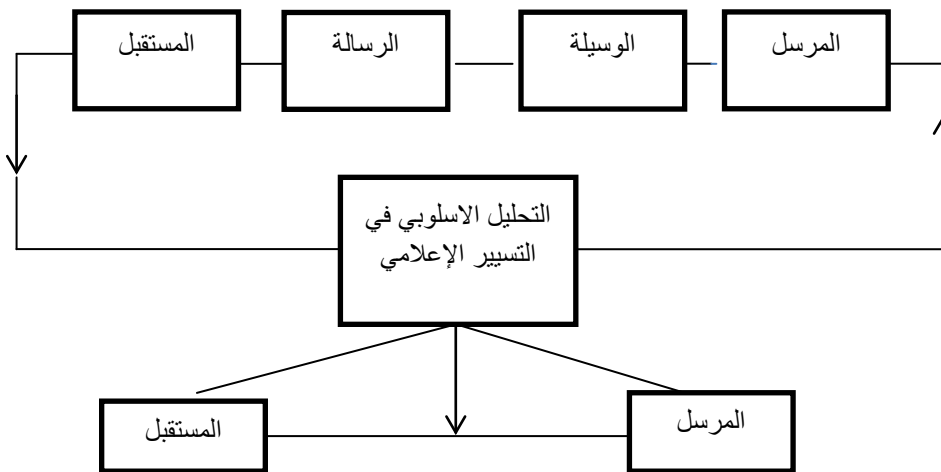 المرسل
الوسيلة
الرسالة
المستقبل
التحليل الاسلوبي في
التسيير الإعلامي
المرسل
المستقبل